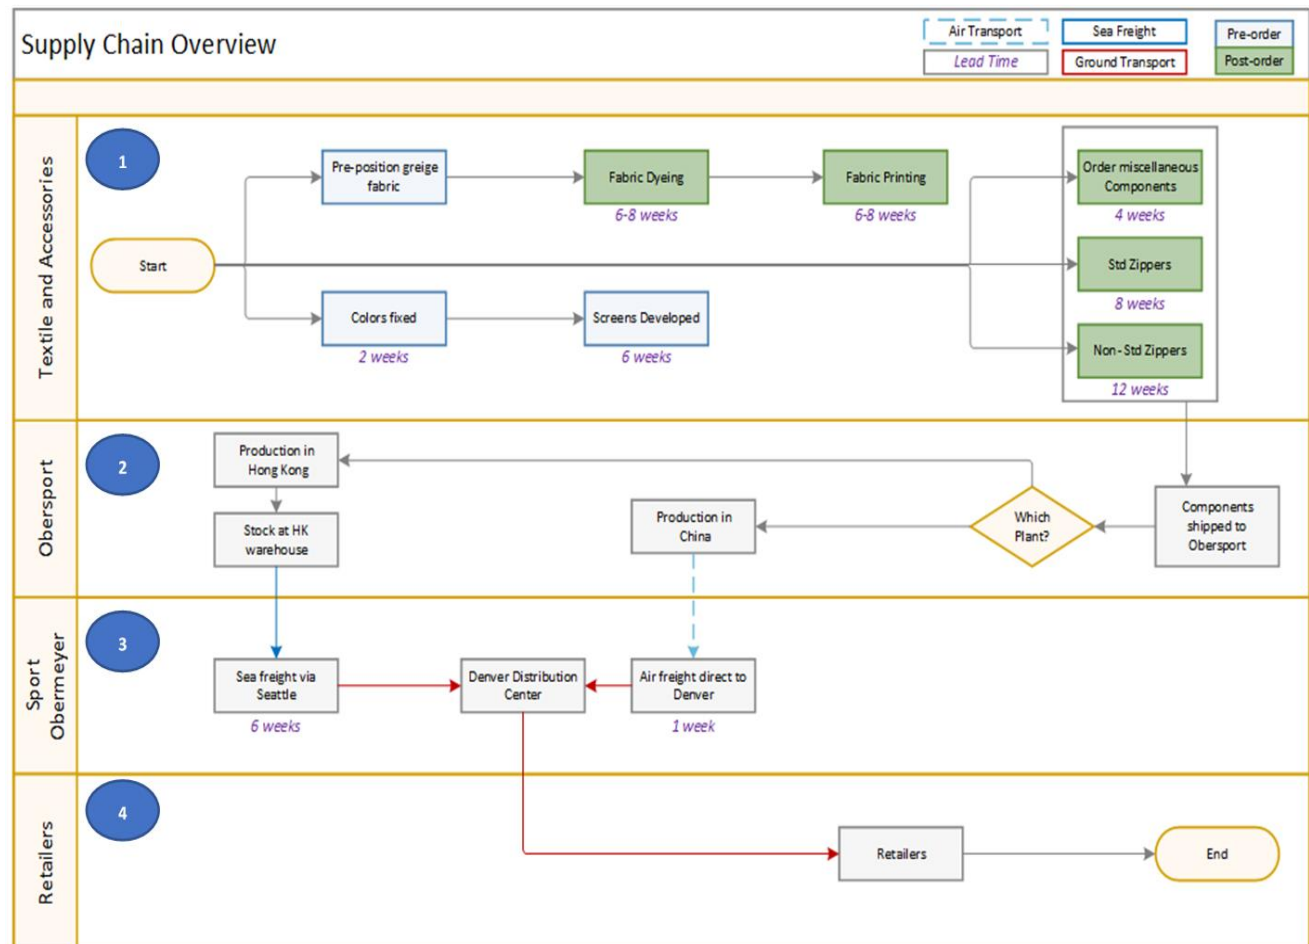 Supply Chain Overview
Air Transport
Sea Freight
Pre-order
Lead Time
Ground Transport
Post-order
Textile and Accessories
1
Pre-position greige
fabric
Fabric Dyeing
6-8 weeks
Fabric Printing
6-8 weeks
Order miscellaneous
Components
4 weeks
Start
Std Zippers
8 weeks
Colors fixed
2 weeks
Screens Developed
6 weeks
Non-Std Zippers
12 weeks
Obersport
2
Production in
Hong Kong
Stock at HK
warehouse
Production in
China
Which
Plant?
Components
shipped to
Obersport
Sport
Obermeyer
3
Sea freight via
Seattle
6 weeks
Denver Distribution
Center
Air freight direct to
Denver
1 week
Retailers
4
Retailers
End